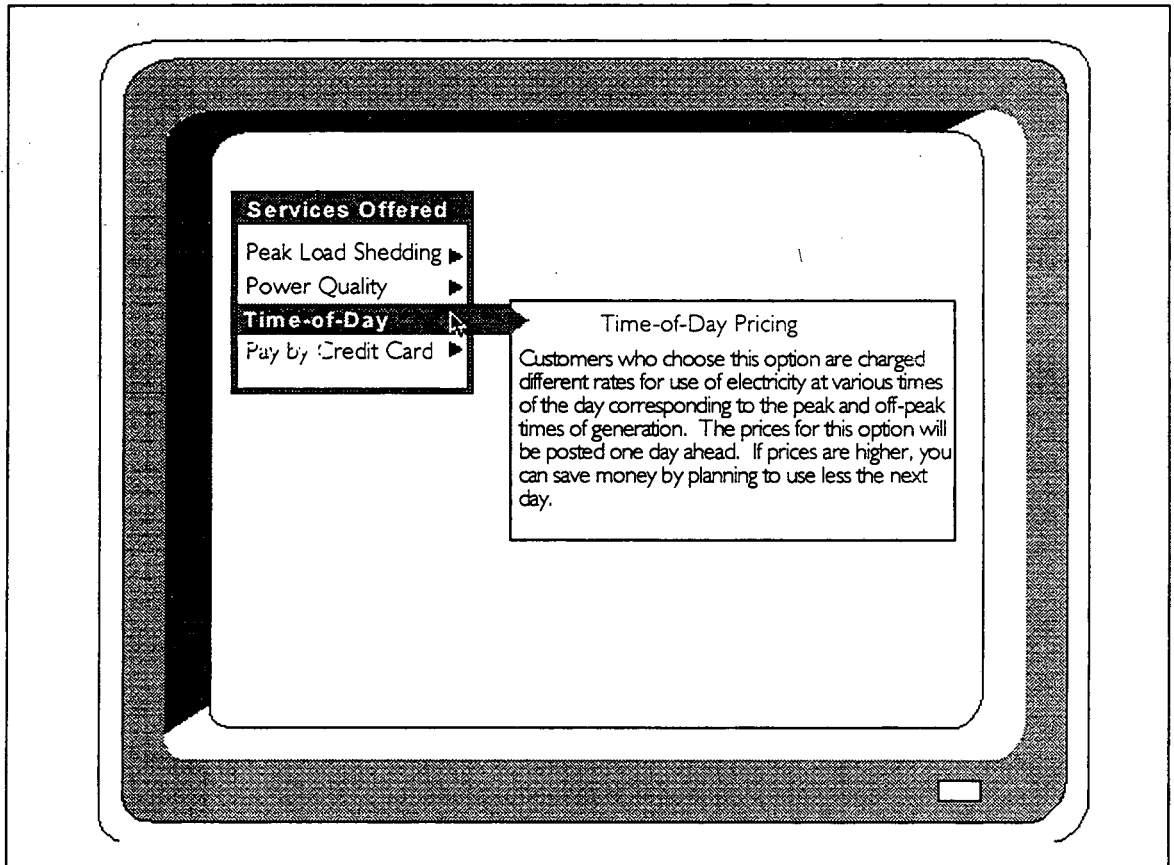 Services Offered
Peak Load Shedding
Power Quality
Time-of-Day
Pay by Credit Card
Time-of-Day Pricing
Customers who choose this option are charged
different rates for use of electricity at various times
of the day corresponding to the peak and off-peak
times of generation. The prices for this option will
be posted one day ahead. If prices are higher, you
can save money by planning to use less the next
day.